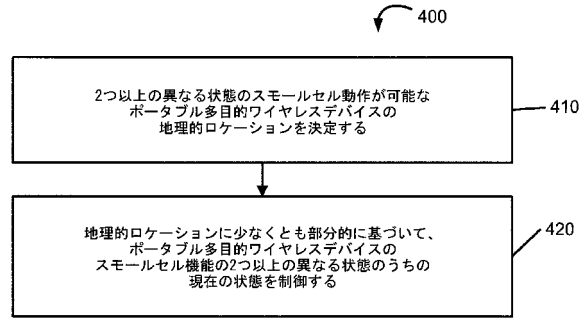 400
2つ以上の異なる状態のスモールセル動作が可能な
ポータブル多目的ワイヤレスデバイスの
地理的ロケーションを決定する
410
地理的ロケーションに少なくとも部分的に基づいて、
ポータブル多目的ワイヤレスデバイスの
スモールセル機能の2つ以上の異なる状態のうちの
現在の状態を制御する
420